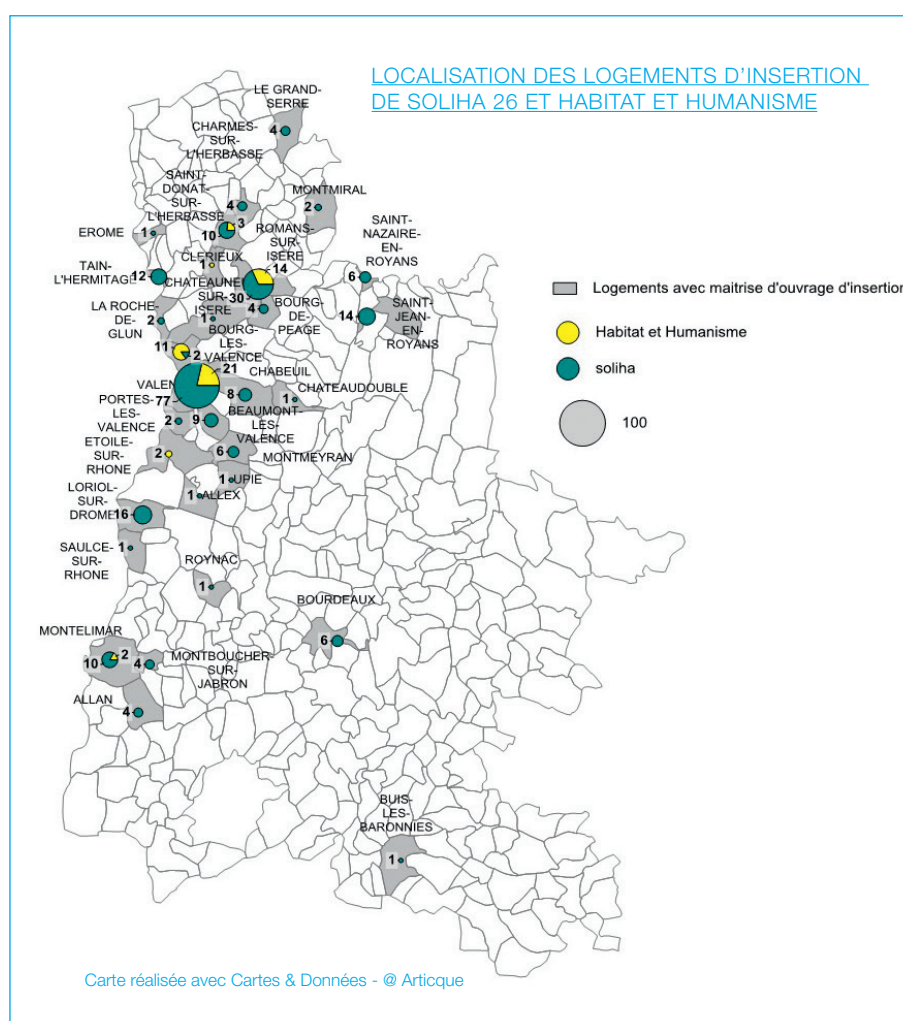 LOCALISATION DES LOGEMENTS D'INSERTION
DE SOLIHA 26 ET HABITAT ET HUMANISME
LE GRAND-
SERRE
4
CHARMES-
SUR-
L'HERBASSE
4
SAINT-
DONAT-
SUR-
L'HERBASSE
3
10
MONTMIRAL
2
EROME
1
CLERIEUX
1
ROMANS-
SUR-
ISERE
14
30
SAINT-
NAZAIRE-
EN-
ROYANS
6
TAIN-
L'HERMITAGE
12
CHATEAUNEU
SUR-
ISERE
1
LA ROCHE-
DE-
GLUN
2
4
BOURG-
DE-
PEAGE
14
SAINT-
JEAN-
EN-
ROYANS
11
2
BOURG-
LES-
VALENCE
21
VALEN
77
CHABEUIL
8
CHATEAUDOUBLE
1
PORTES-
LES-
VALENCE
2
9
BEAUMONT-
LES-
VALENCE
ETOILE-
SUR-
RHONE
2
6
MONTMEYRAN
1
UPIE
1
ALLEX
LORIOL-
SUR-
DROME
16
SAULCE-
SUR-
RHONE
1
ROYNAC
1
BOURDEAUX
6
MONTELIMAR
10
2
4
MONTBOUCHER-
SUR-
JABRON
ALLAN
4
BUIS-
LES-
BARONNIES
1
Logements avec maitrise d'ouvrage d'insertion
Habitat et Humanisme
soliha
100
Carte réalisée avec Cartes & Données - @ Articque